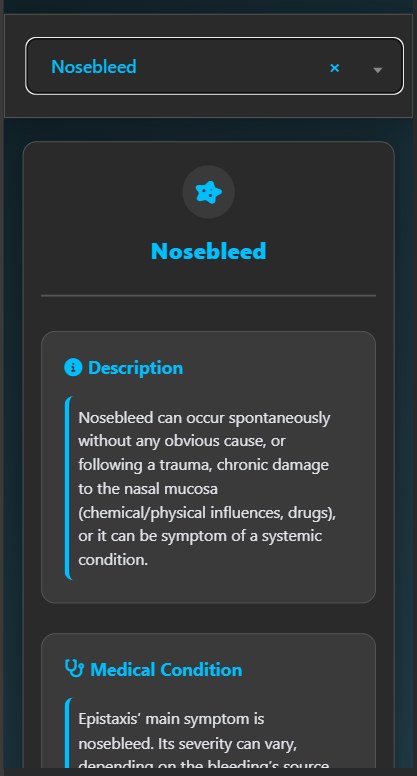 Nosebleed
Nosebleed
Description
Nosebleed can occur spontaneously
without any obvious cause, or
following a trauma, chronic damage
to the nasal mucosa
(chemical/physical influences, drugs),
or it can be symptom of a systemic
condition.
Medical Condition
Epistaxis’ main symptom is
nosebleed. Its severity can vary,
depending on the bleeding’s source